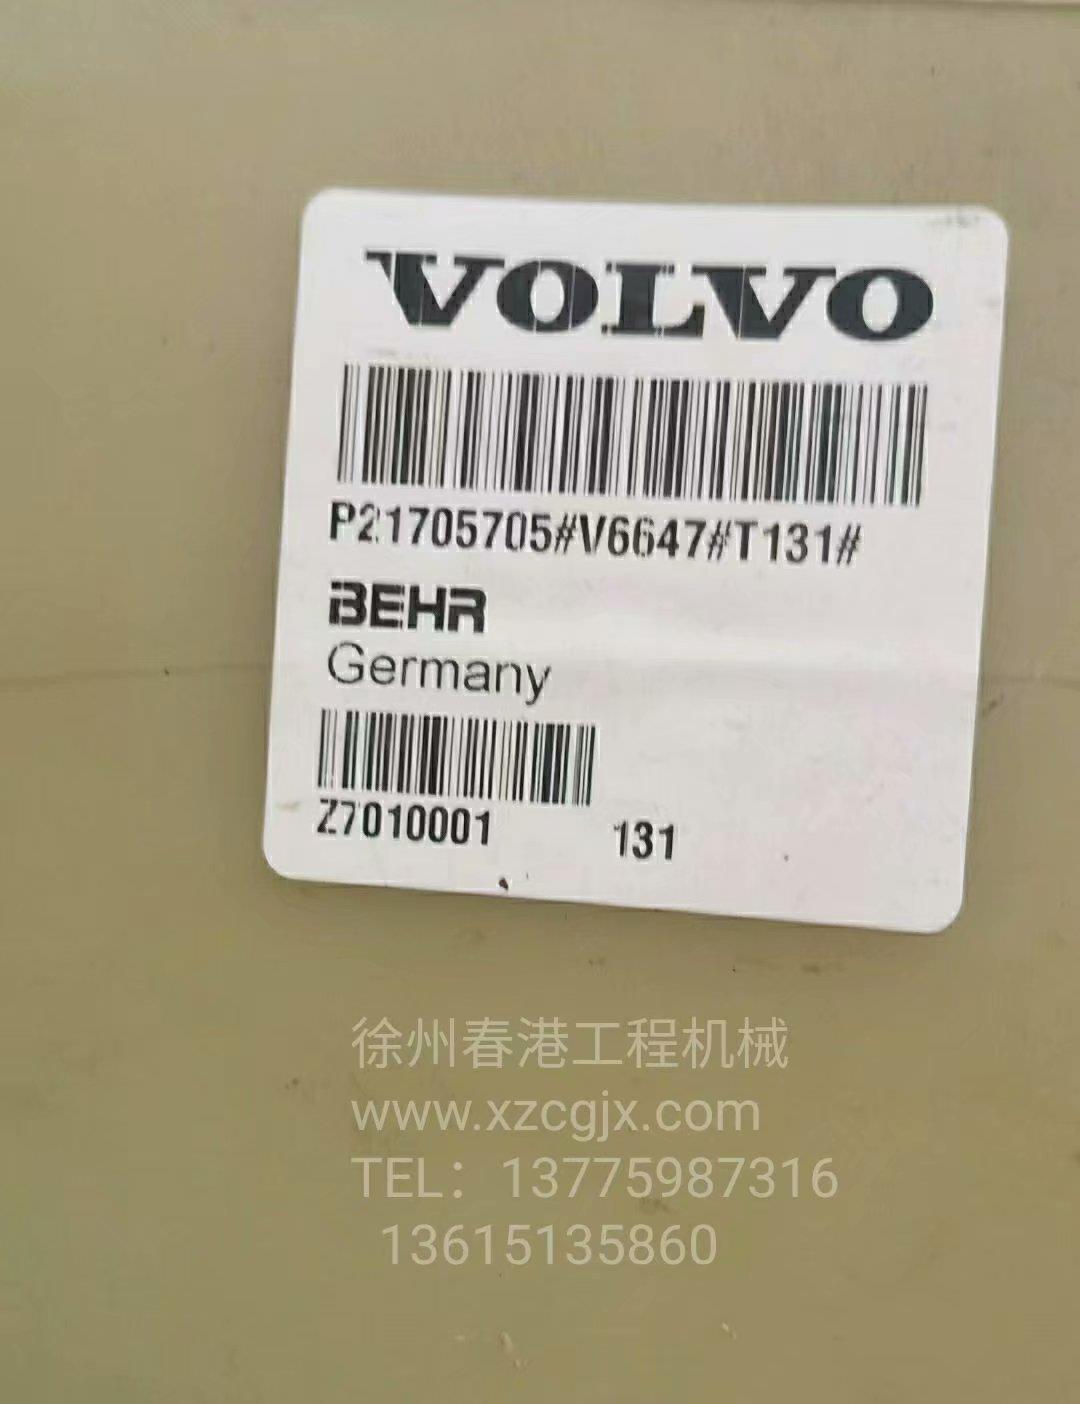 VOLVO
P21705705#V6647#T131#
BEHR
Germany
Z7010001 131
徐州春港工程机械
www.xzcgjx.com
TEL：13775987316
13615135860